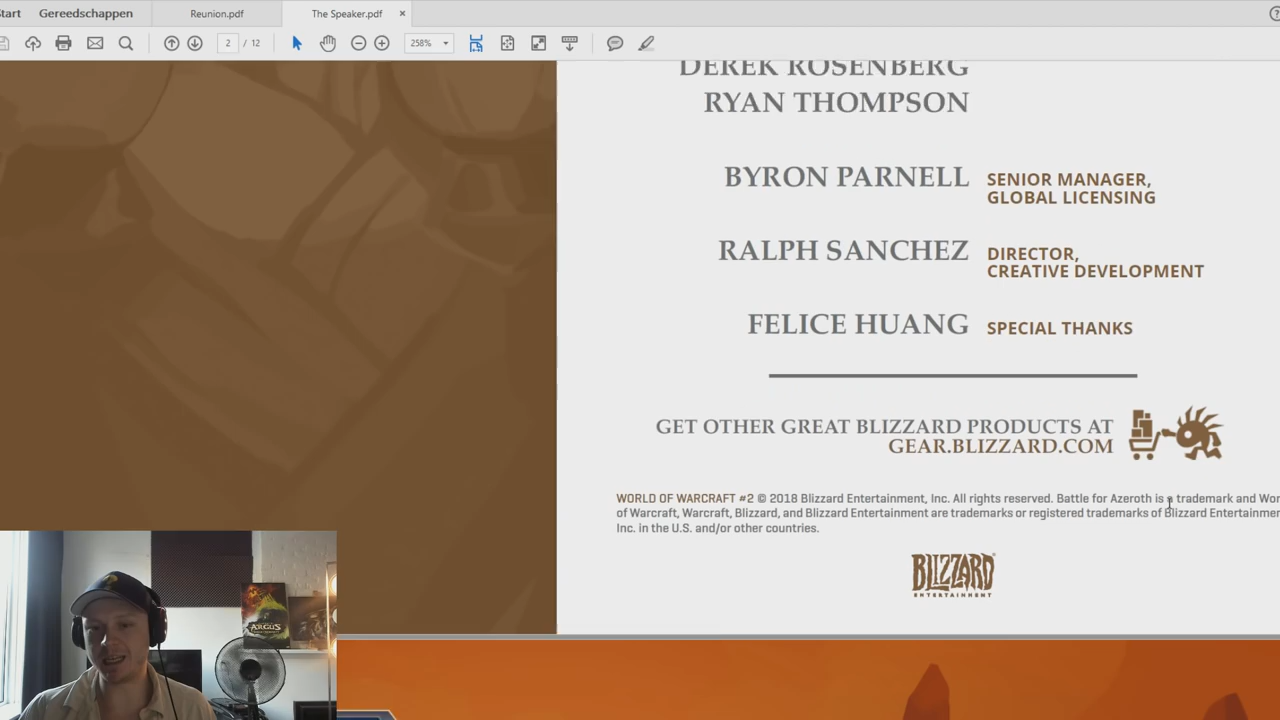 Start Gereedschappen Reunion.pdf The Speaker.pdf
2 / 12 258%
DEREK ROSENBERG
RYAN THOMPSON
BYRON PARNELL SENIOR MANAGER,
GLOBAL LICENSING
RALPH SANCHEZ DIRECTOR,
CREATIVE DEVELOPMENT
FELICE HUANG SPECIAL THANKS
GET OTHER GREAT BLIZZARD PRODUCTS AT
GEAR.BLIZZARD.COM
WORLD OF WARCRAFT #2 © 2018 Blizzard Entertainment, Inc. All rights reserved. Battle for Azeroth is a trademark and Wor
of Warcraft, Warcraft, Blizzard, and Blizzard Entertainment are trademarks or registered trademarks of Blizzard Entertainmen
Inc. in the U.S. and/or other countries.
BLIZZARD
ENTERTAINMENT
ARGUS